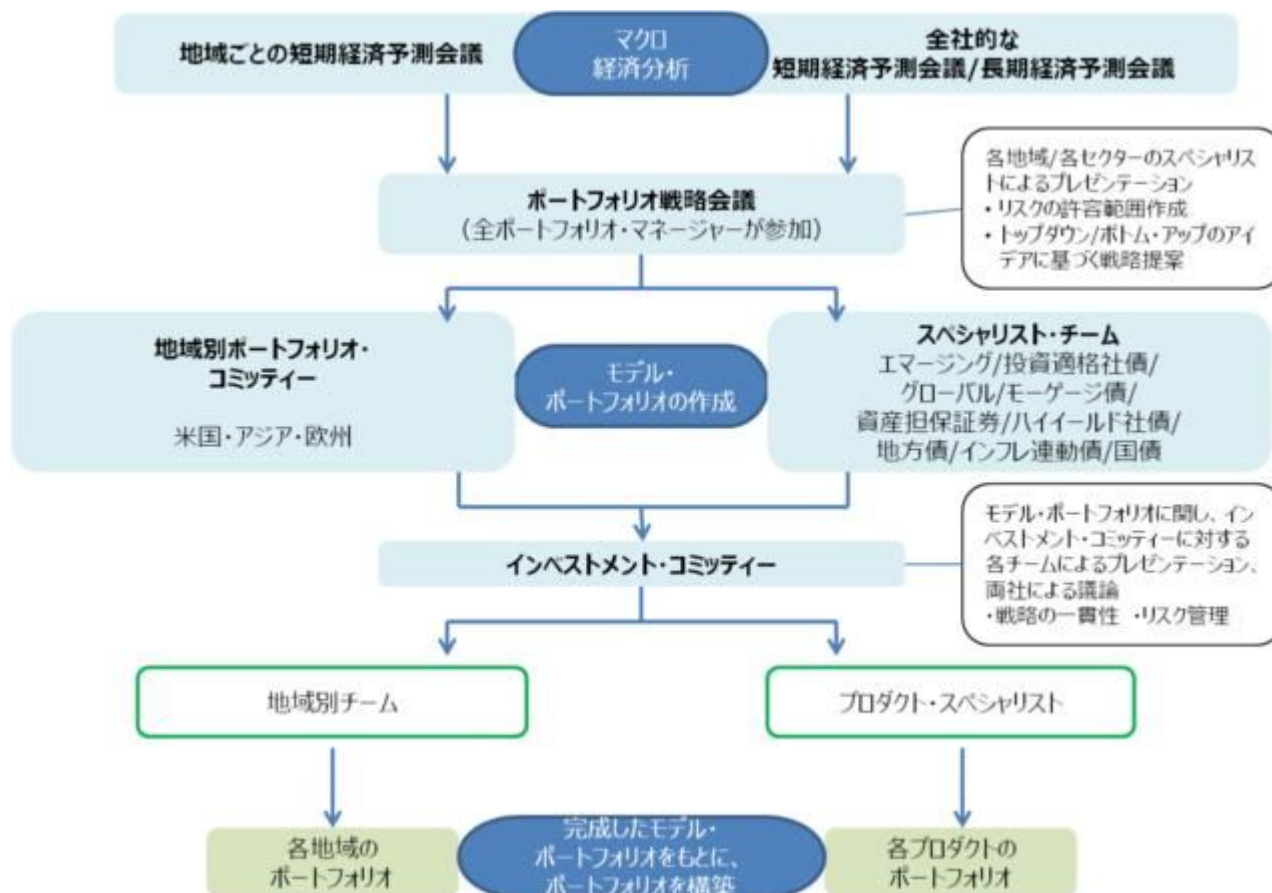 地域ごとの短期経済予測会議
マクロ
経済分析
全社的な
短期経済予測会議/長期経済予測会議
各地域/各セクターのスペシャリス
トによるプレゼンテーション
・リスクの許容範囲作成
・トップダウン/ボトム・アップのアイ
デアに基づく戦略提案
ポートフォリオ戦略会議
（全ポートフォリオ・マネージャーが参加）
地域別ポートフォリオ・
コミッティー
米国・アジア・欧州
モデル・
ポートフォリオの作成
スペシャリスト・チーム
エマージング/投資適格社債/
グローバル/モーゲージ債/
資産担保証券/ハイイールド社債/
地方債/インフレ連動債/国債
モデル・ポートフォリオに関し、イン
ベストメント・コミッティーに対する
各チームによるプレゼンテーション、
両社による議論
・戦略の一貫性 ・リスク管理
インベストメント・コミッティー
地域別チーム
プロダクト・スペシャリスト
各地域の
ポートフォリオ
完成したモデル・
ポートフォリオをもとに、
ポートフォリオを構築
各プロダクトの
ポートフォリオ